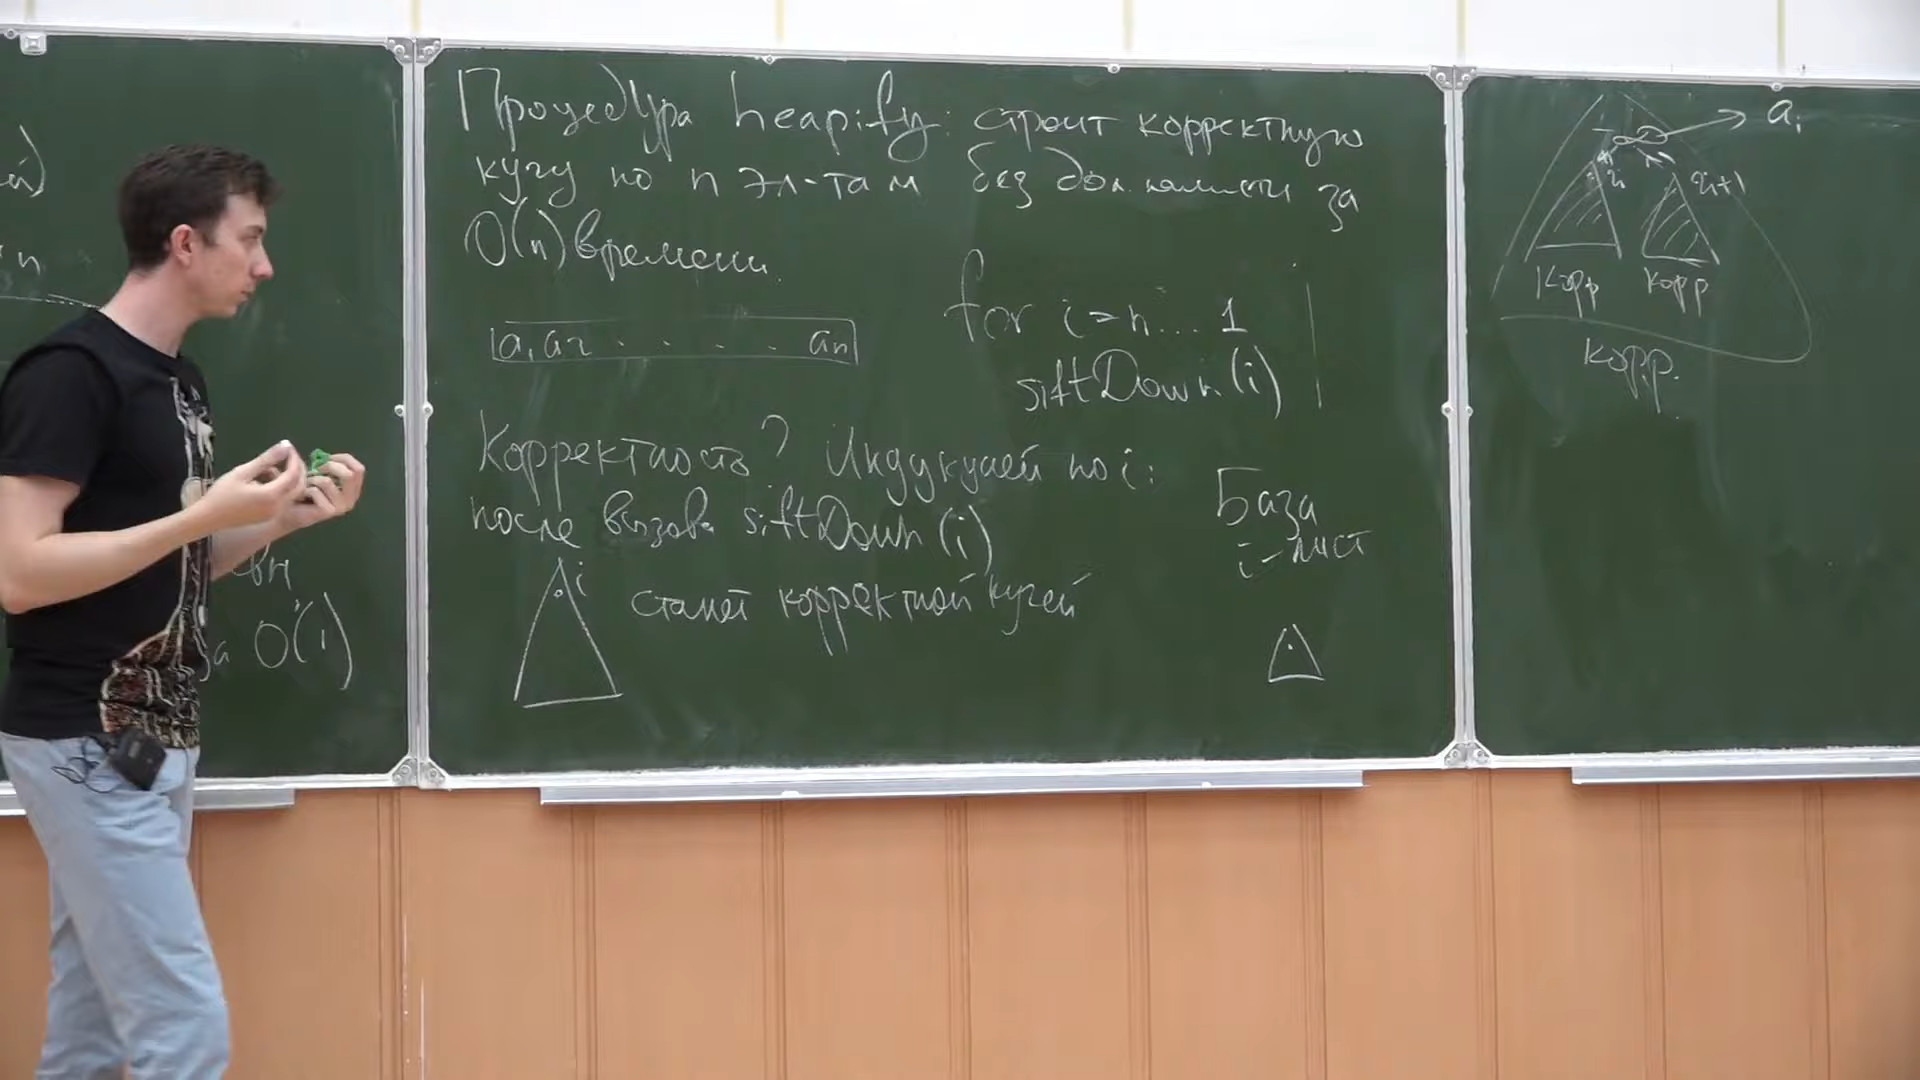 á)
n
вн
за O(1)
Процедура heapify: строит корректную
кучу по n эл-там без доп. памяти за
O(n) времени.
a₁ a₂ . . . . aₙ
for i = n ... 1
siftDown(i)
Корректность? Индукцией по i:
после вызова siftDown(i)
i
станет корректной кучей
База
i - лист
aᵢ
2i
2i+1
корр
корр
корр.